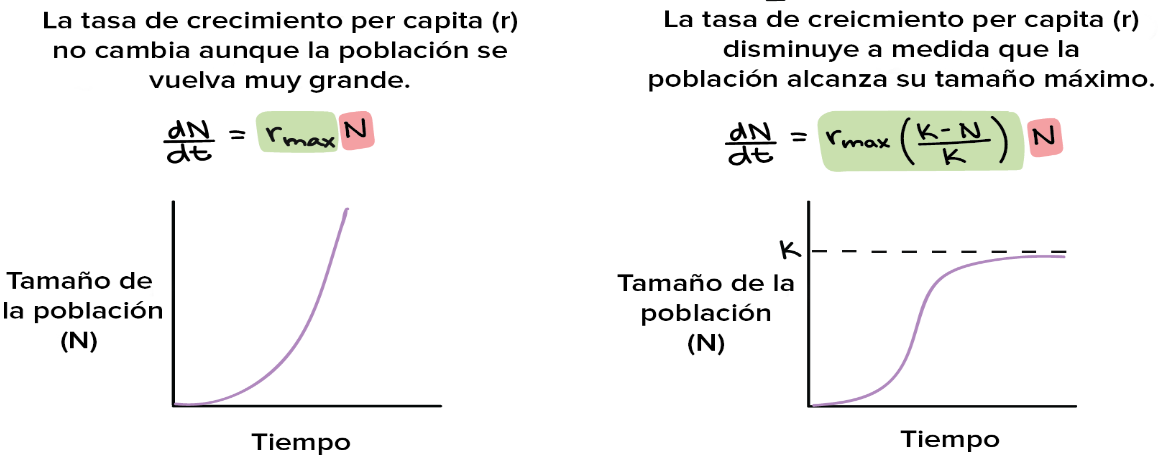 La tasa de crecimiento per capita (r)
no cambia aunque la población se
vuelva muy grande.
dN/dt = rmax N
Tamaño de
la población
(N)
Tiempo
La tasa de creicmiento per capita (r)
disminuye a medida que la
población alcanza su tamaño máximo.
dN/dt = rmax (K-N/K) N
K
Tamaño de la
población
(N)
Tiempo